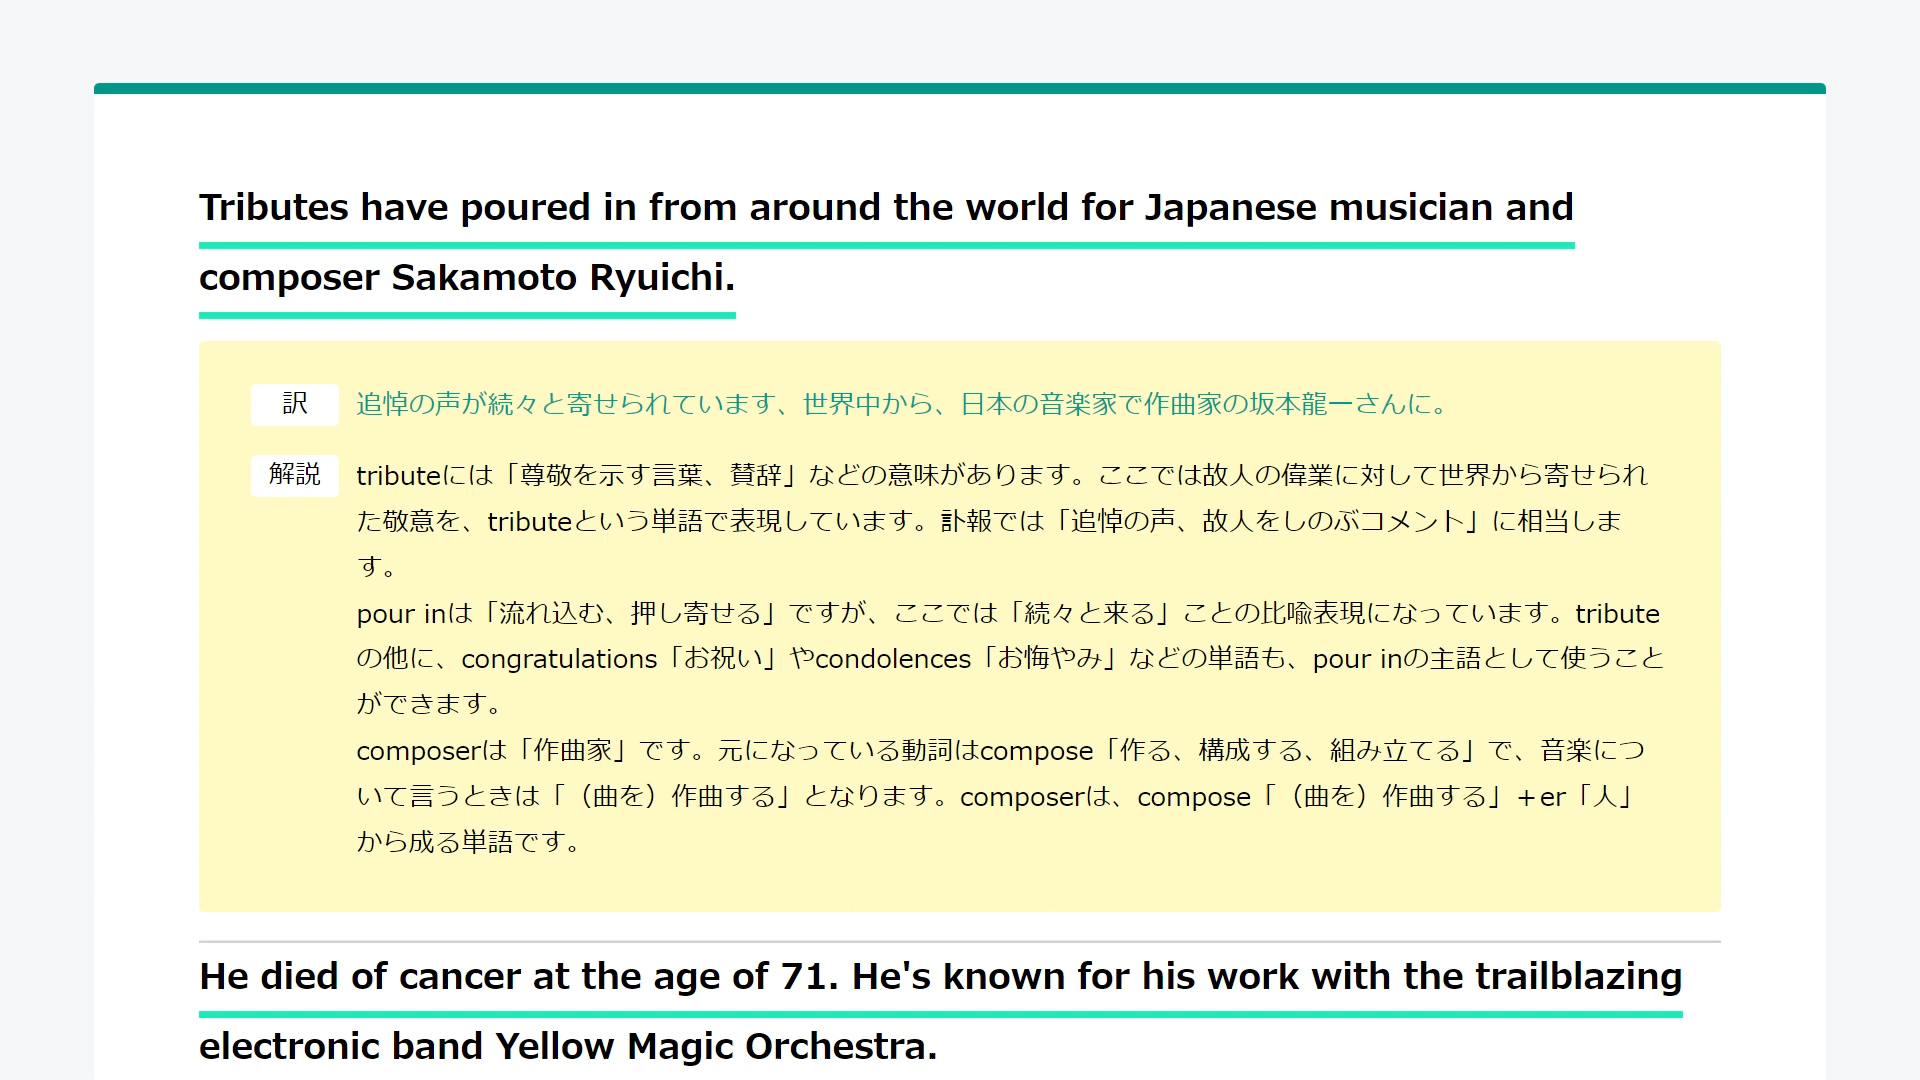 Tributes have poured in from around the world for Japanese musician and
composer Sakamoto Ryuichi.
訳 追悼の声が続々と寄せられています、世界中から、日本の音楽家で作曲家の坂本龍一さんに。
解説 tributeには「尊敬を示す言葉、賛辞」などの意味があります。ここでは故人の偉業に対して世界から寄せられ
た敬意を、tributeという単語で表現しています。訃報では「追悼の声、故人をしのぶコメント」に相当しま
す。
pour inは「流れ込む、押し寄せる」ですが、ここでは「続々と来る」ことの比喩表現になっています。tribute
の他に、congratulations「お祝い」やcondolences「お悔やみ」などの単語も、pour inの主語として使うこと
ができます。
composerは「作曲家」です。元になっている動詞はcompose「作る、構成する、組み立てる」で、音楽につ
いて言うときは「（曲を）作曲する」となります。composerは、compose「（曲を）作曲する」＋er「人」
から成る単語です。
He died of cancer at the age of 71. He's known for his work with the trailblazing
electronic band Yellow Magic Orchestra.